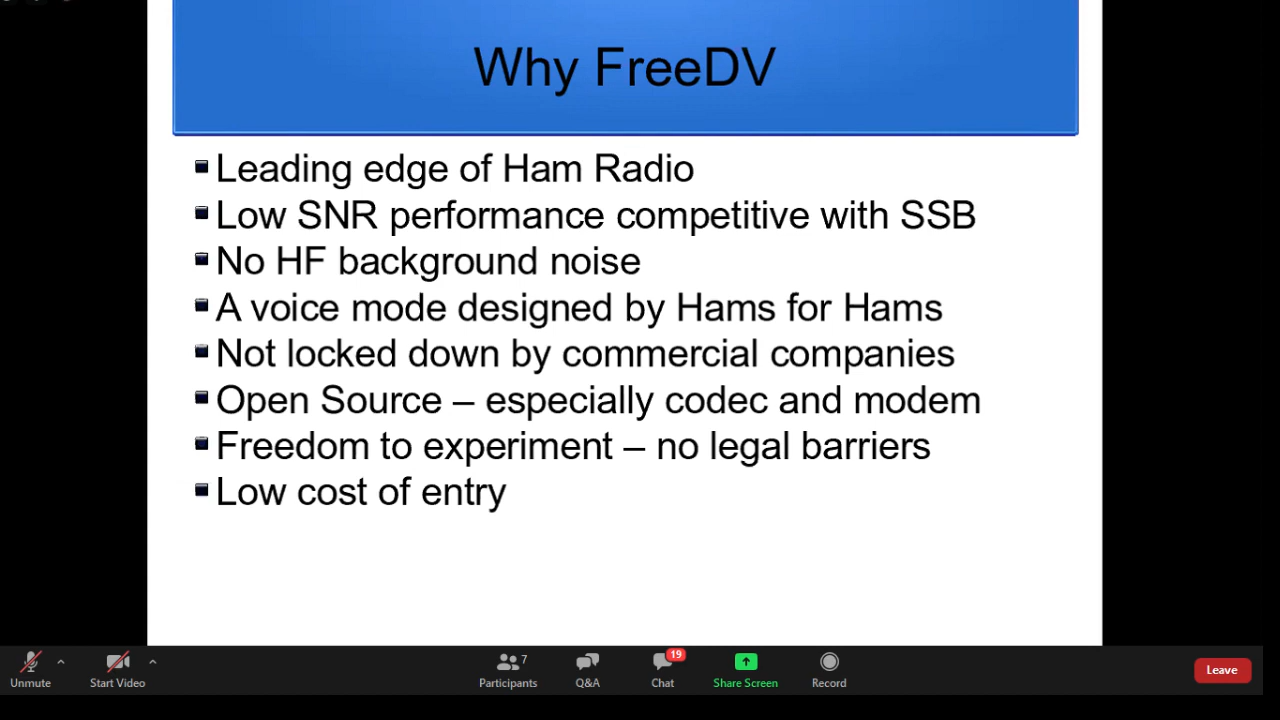 Why FreeDV
Leading edge of Ham Radio
Low SNR performance competitive with SSB
No HF background noise
A voice mode designed by Hams for Hams
Not locked down by commercial companies
Open Source – especially codec and modem
Freedom to experiment – no legal barriers
Low cost of entry
Unmute
Start Video
7
Participants
Q&A
19
Chat
Share Screen
Record
Leave